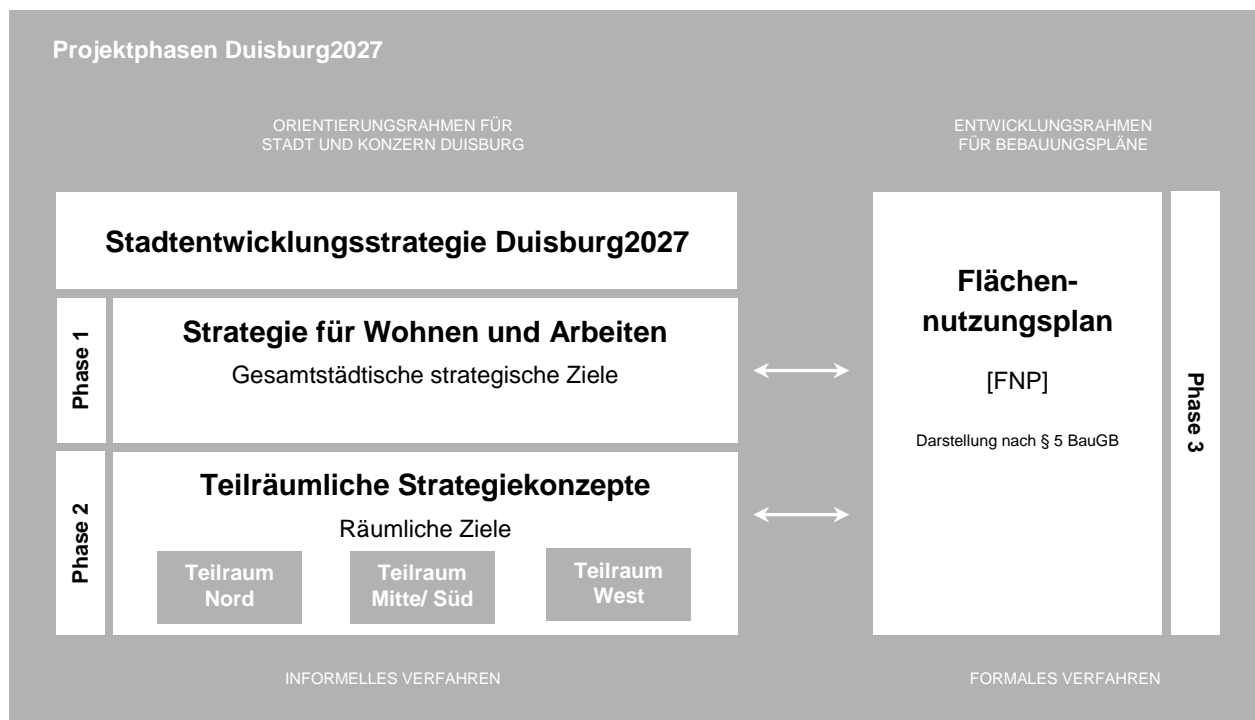 Projektphasen Duisburg2027
ORIENTIERUNGSRAHMEN FÜR
STADT UND KONZERN DUISBURG
ENTWICKLUNGSRAHMEN
FÜR BEBAUUNGSPLÄNE
Stadtentwicklungsstrategie Duisburg2027
Phase 1
Strategie für Wohnen und Arbeiten
Gesamtstädtische strategische Ziele
Phase 2
Teilräumliche Strategiekonzepte
Räumliche Ziele
Teilraum
Nord
Teilraum
Mitte/ Süd
Teilraum
West
Flächen-
nutzungsplan
[FNP]
Darstellung nach § 5 BauGB
Phase 3
INFORMELLES VERFAHREN
FORMALES VERFAHREN